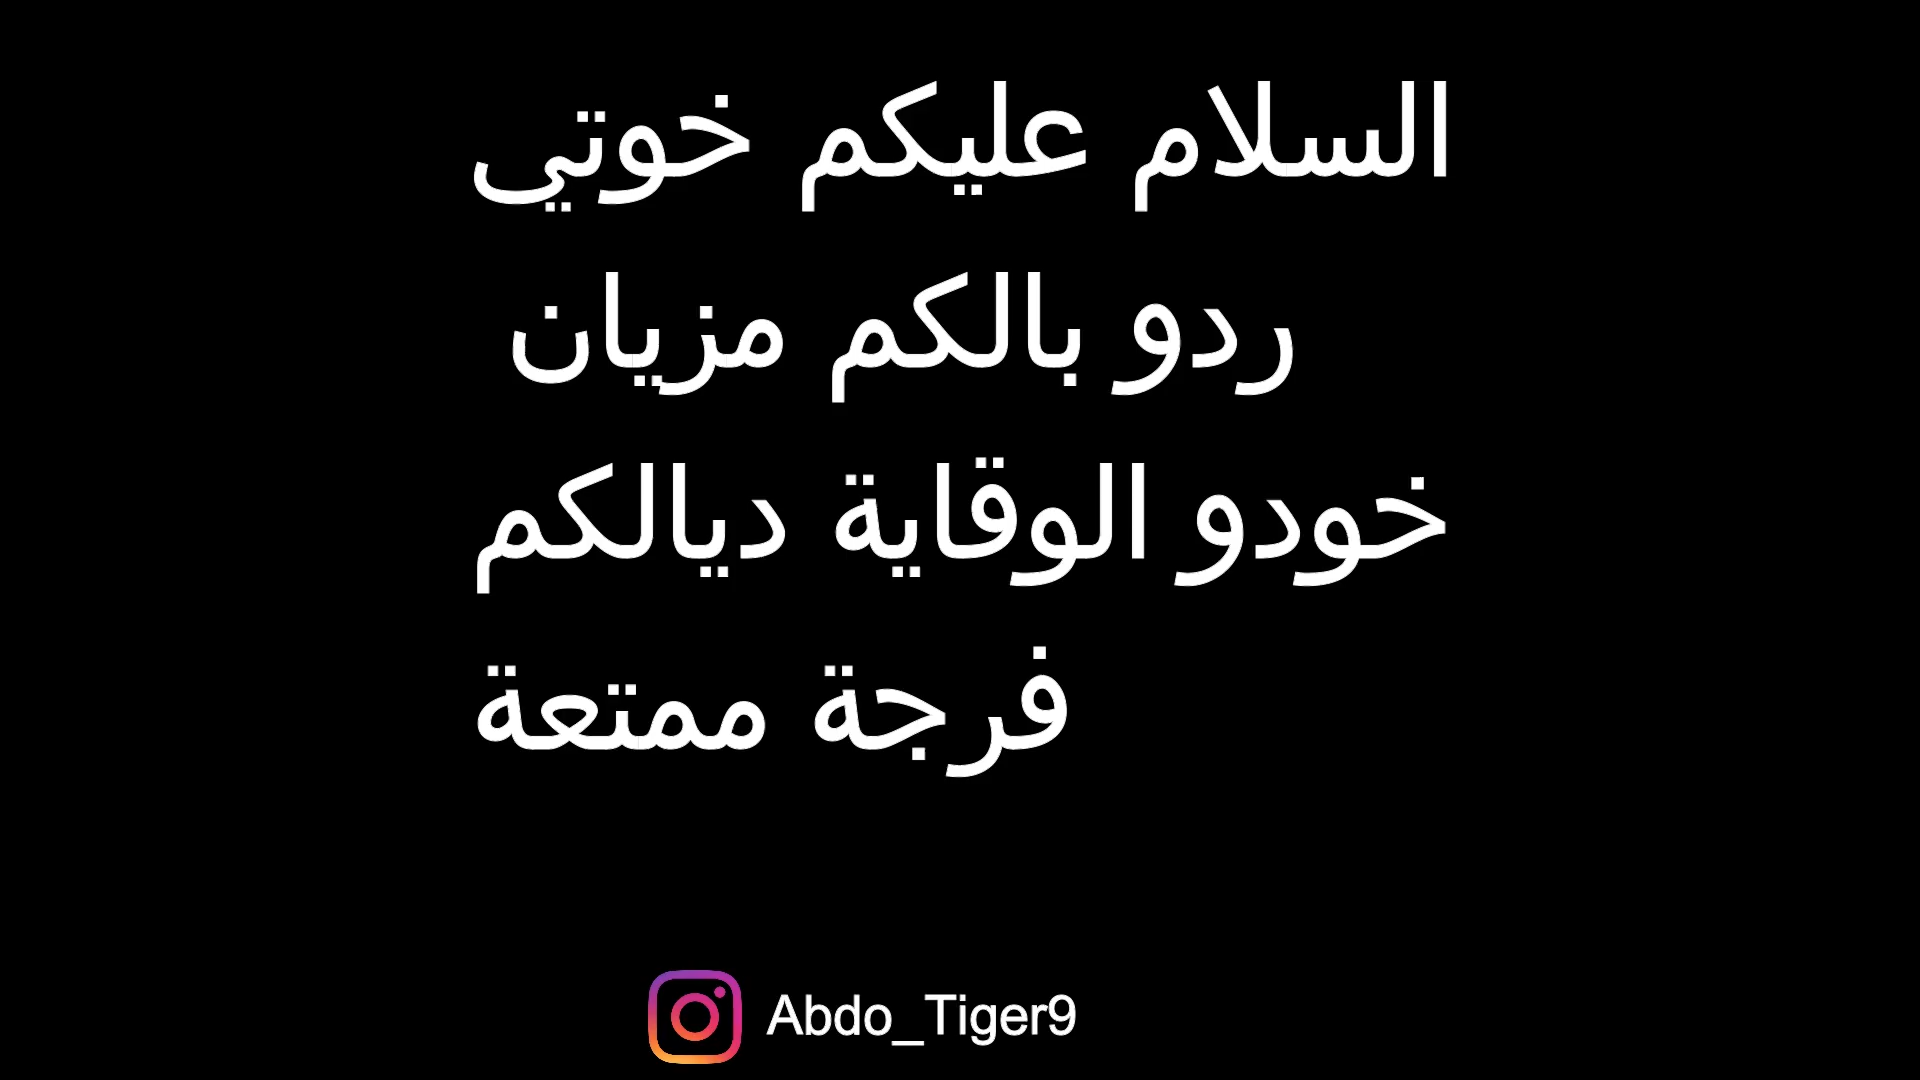 السلام عليكم خوتي
ردو بالكم مزيان
خودو الوقاية ديالكم
فرجة ممتعة
Abdo_Tiger9